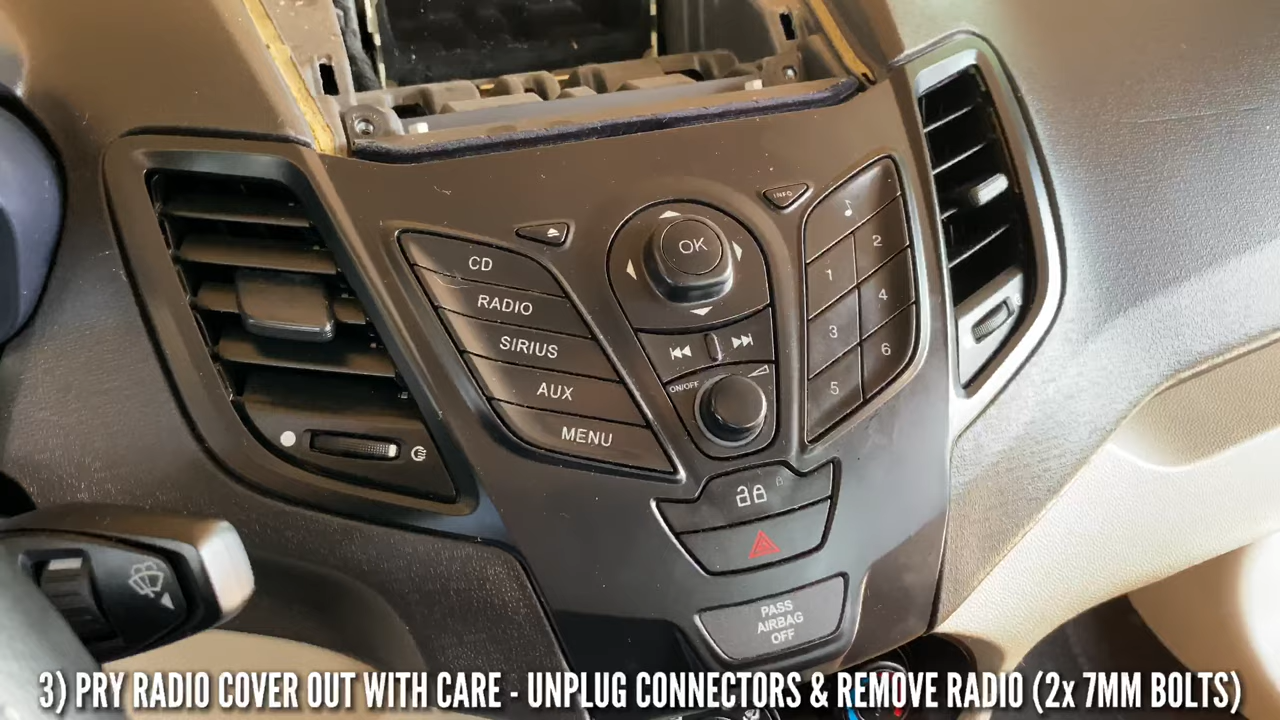 INFO
OK
CD
RADIO
SIRIUS
AUX
MENU
ON/OFF
2
1
4
3
6
5
PASS
AIRBAG
OFF
3) PRY RADIO COVER OUT WITH CARE - UNPLUG CONNECTORS & REMOVE RADIO (2x 7MM BOLTS)